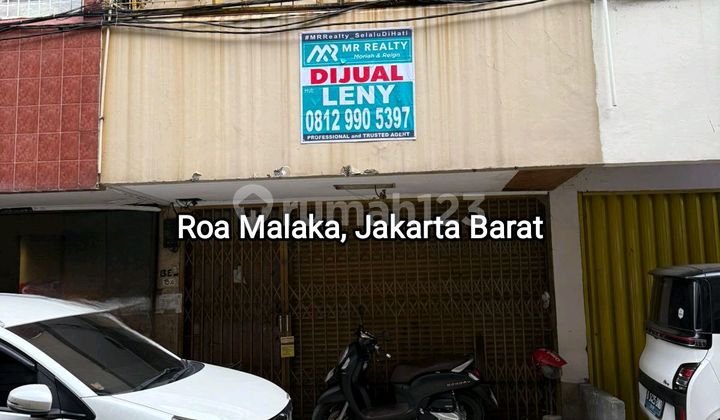 #MRRealty_SelaluDiHati
MR REALTY
Moriah & Reign
DIJUAL
Hub:
LENY
0812 990 5397
PROFESSIONAL and TRUSTED AGENT
rumah123
Roa Malaka, Jakarta Barat